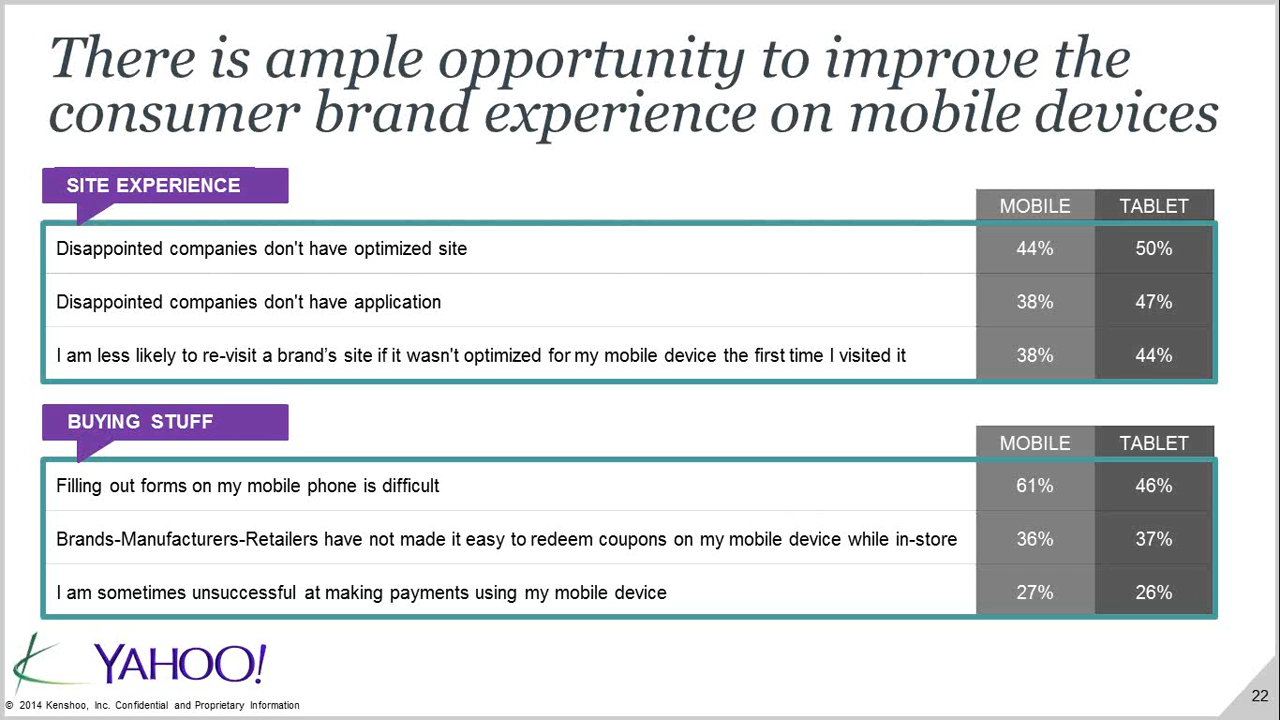 There is ample opportunity to improve the
consumer brand experience on mobile devices
SITE EXPERIENCE
MOBILE TABLET
Disappointed companies don't have optimized site 44% 50%
Disappointed companies don't have application 38% 47%
I am less likely to re-visit a brand’s site if it wasn't optimized for my mobile device the first time I visited it 38% 44%
BUYING STUFF
MOBILE TABLET
Filling out forms on my mobile phone is difficult 61% 46%
Brands-Manufacturers-Retailers have not made it easy to redeem coupons on my mobile device while in-store 36% 37%
I am sometimes unsuccessful at making payments using my mobile device 27% 26%
YAHOO!
© 2014 Kenshoo, Inc. Confidential and Proprietary Information
22